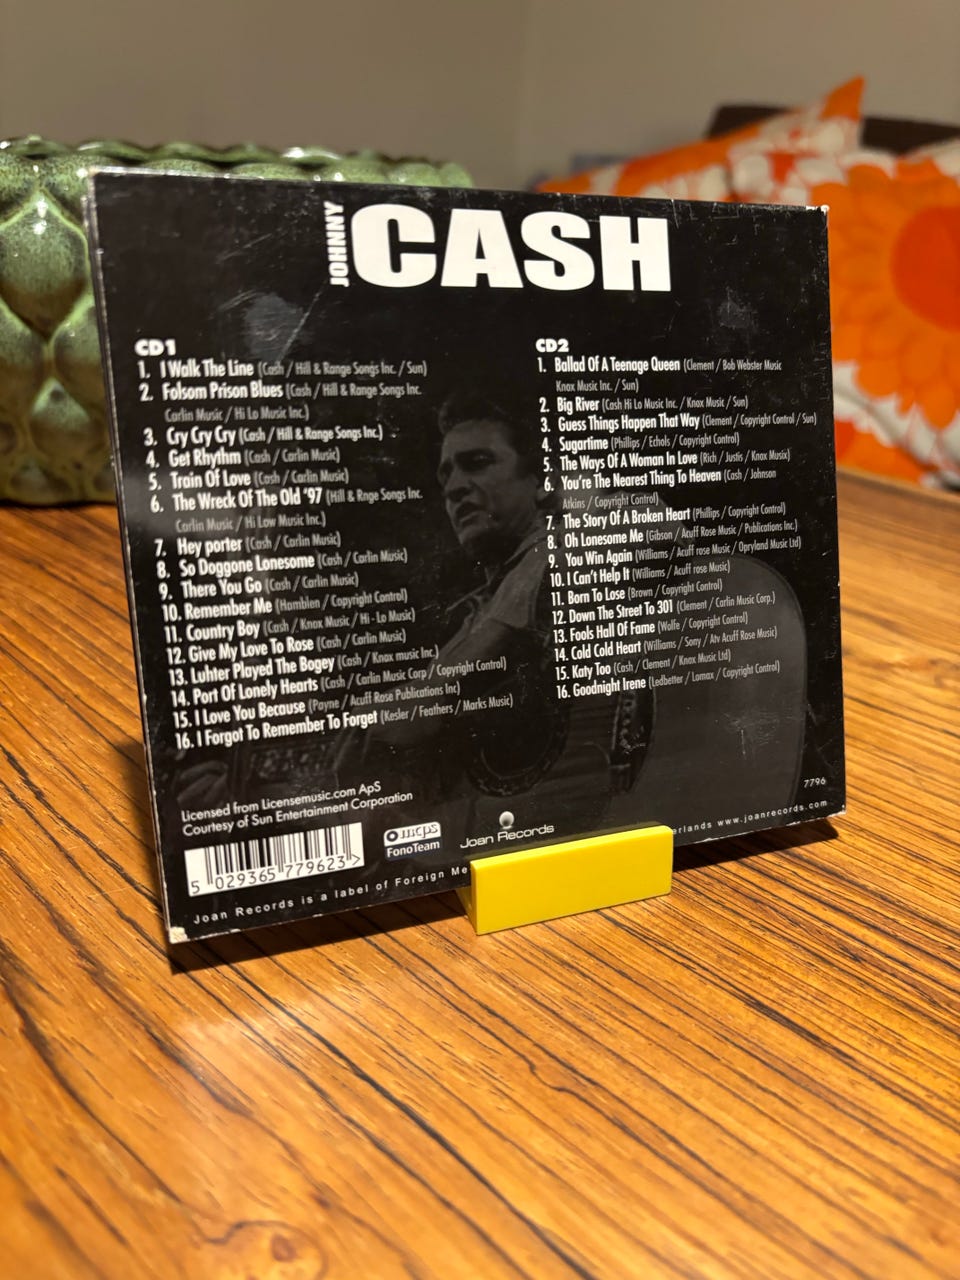 JOHNNY
CASH
CD1
1. I Walk The Line (Cash / Hill & Range Songs Inc. / Sun)
2. Folsom Prison Blues (Cash / Hill & Range Songs Inc.
Carlin Music / Hi Lo Music Inc.)
3. Cry Cry Cry (Cash / Hill & Range Songs Inc.)
4. Get Rhythm (Cash / Carlin Music)
5. Train Of Love (Cash / Carlin Music)
6. The Wreck Of The Old '97 (Hill & Rnge Songs Inc.
Carlin Music / Hi Low Music Inc.)
7. Hey porter (Cash / Carlin Music)
8. So Doggone Lonesome (Cash / Carlin Music)
9. There You Go (Cash / Carlin Music)
10. Remember Me (Hamblen / Copyright Control)
11. Country Boy (Cash / Knox Music / Hi - Lo Music)
12. Give My Love To Rose (Cash / Carlin Music)
13. Luhter Played The Bogey (Cash / Knox music Inc.)
14. Port Of Lonely Hearts (Cash / Carlin Music Corp / Copyright Control)
15. I Love You Because (Payne / Acuff Rose Publications Inc)
16. I Forgot To Remember To Forget (Kesler / Feathers / Marks Music)
CD2
1. Ballad Of A Teenage Queen (Clement / Bob Webster Music
Knox Music Inc. / Sun)
2. Big River (Cash Hi Lo Music Inc. / Knox Music / Sun)
3. Guess Things Happen That Way (Clement / Copyright Control / Sun)
4. Sugartime (Phillips / Echols / Copyright Control)
5. The Ways Of A Woman In Love (Rich / Justis / Knox Musix)
6. You're The Nearest Thing To Heaven (Cash / Johnson
Atkins / Copyright Control)
7. The Story Of A Broken Heart (Phillips / Copyright Control)
8. Oh Lonesome Me (Gibson / Acuff Rose Music / Publications Inc.)
9. You Win Again (Williams / Acuff rose Music / Opryland Music Ltd)
10. I Can't Help It (Williams / Acuff rose Music)
11. Born To Lose (Brown / Copyright Control)
12. Down The Street To 301 (Clement / Carlin Music Corp.)
13. Fools Hall Of Fame (Wolfe / Copyright Control)
14. Cold Cold Heart (Williams / Sony / Atv Acuff Rose Music)
15. Katy Too (Cash / Clement / Knox Music Ltd)
16. Goodnight Irene (Ledbetter / Lomax / Copyright Control)
7796
Licensed from Licensemusic.com ApS
Courtesy of Sun Entertainment Corporation
5 029365 779623 >
mcps
FonoTeam
Joan Records
Joan Records is a label of Foreign Me erlands www.joanrecords.com